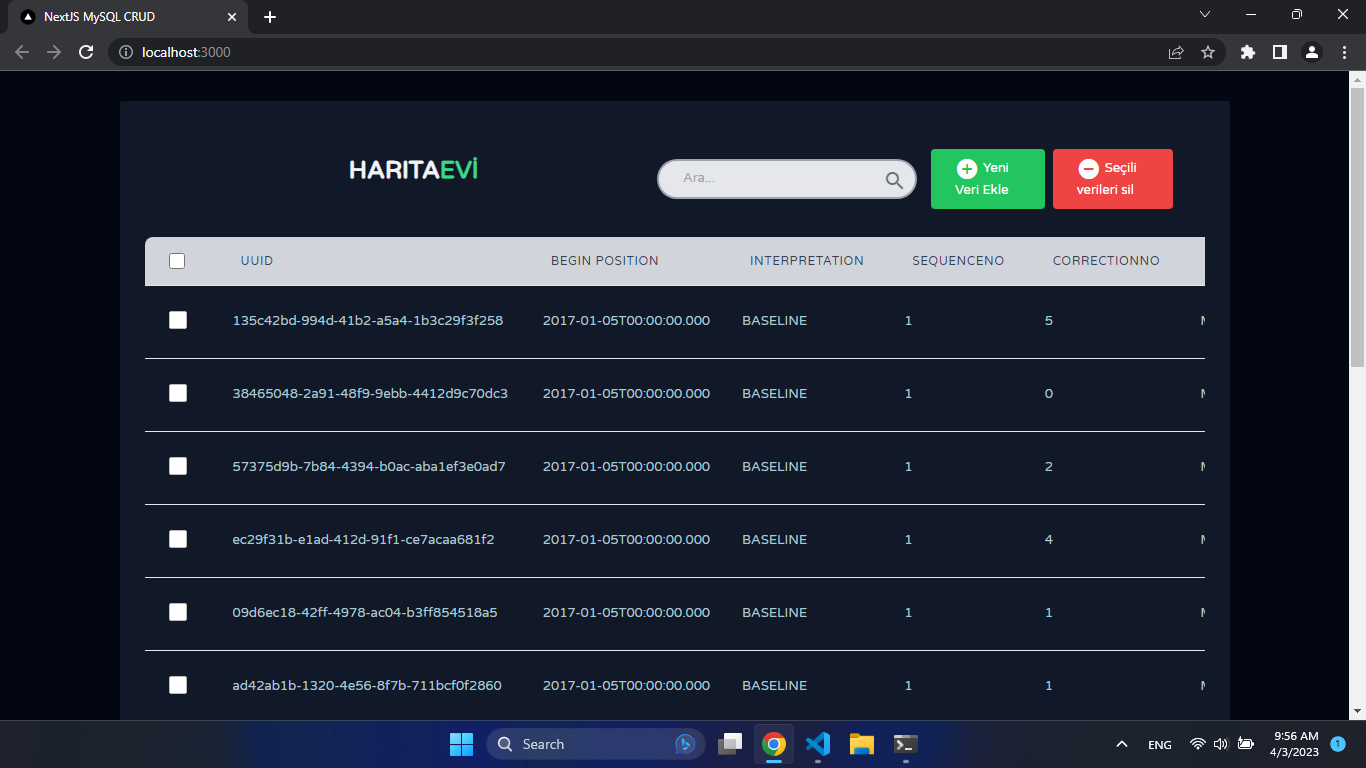 NextJS MySQL CRUD
localhost:3000
HARITAEVİ
Ara...
Yeni
Veri Ekle
Seçili
verileri sil
UUID BEGIN POSITION INTERPRETATION SEQUENCENO CORRECTIONNO
135c42bd-994d-41b2-a5a4-1b3c29f3f258 2017-01-05T00:00:00.000 BASELINE 1 5
38465048-2a91-48f9-9ebb-4412d9c70dc3 2017-01-05T00:00:00.000 BASELINE 1 0
57375d9b-7b84-4394-b0ac-aba1ef3e0ad7 2017-01-05T00:00:00.000 BASELINE 1 2
ec29f31b-e1ad-412d-91f1-ce7acaa681f2 2017-01-05T00:00:00.000 BASELINE 1 4
09d6ec18-42ff-4978-ac04-b3ff854518a5 2017-01-05T00:00:00.000 BASELINE 1 1
ad42ab1b-1320-4e56-8f7b-711bcf0f2860 2017-01-05T00:00:00.000 BASELINE 1 1
Search
ENG
9:56 AM
4/3/2023
1